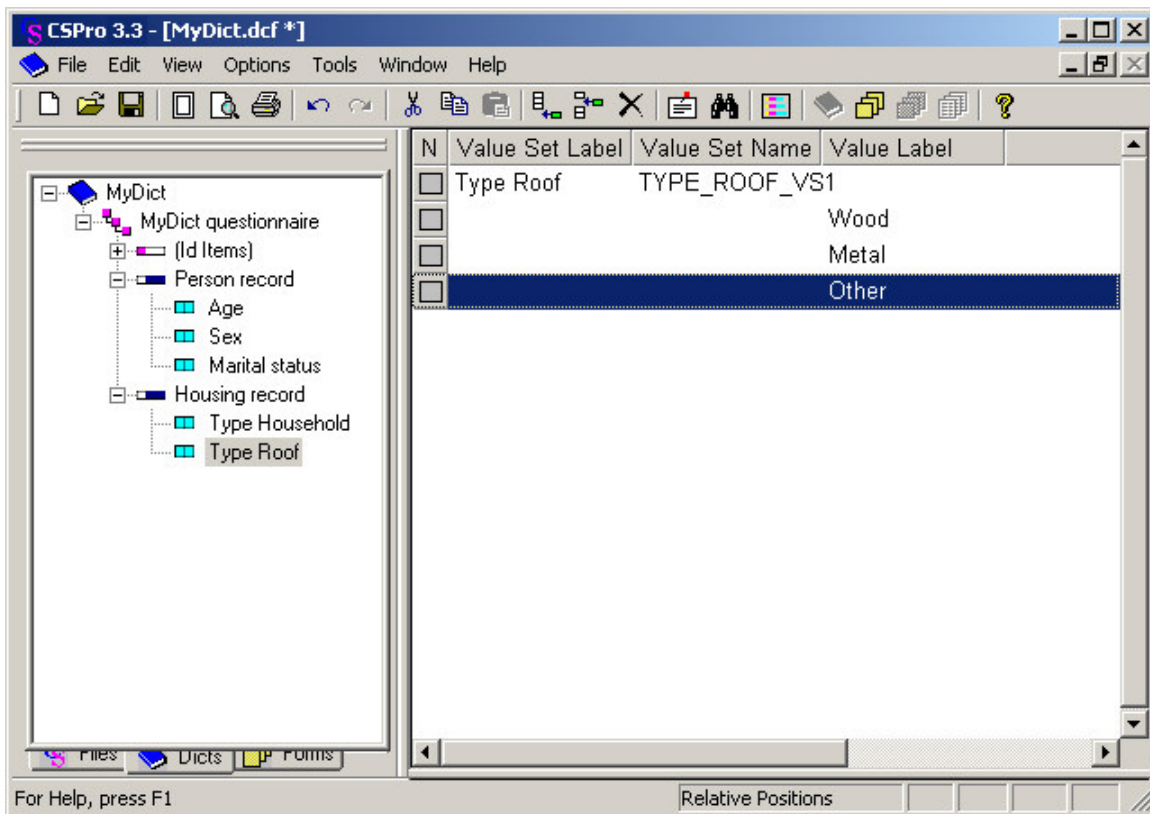 CSPro 3.3 - [MyDict.dcf *]
File Edit View Options Tools Window Help
N Value Set Label Value Set Name Value Label
Type Roof TYPE_ROOF_VS1
Wood
Metal
Other
MyDict
MyDict questionnaire
(Id Items)
Person record
Age
Sex
Marital status
Housing record
Type Household
Type Roof
Files Dicts Forms
For Help, press F1 Relative Positions